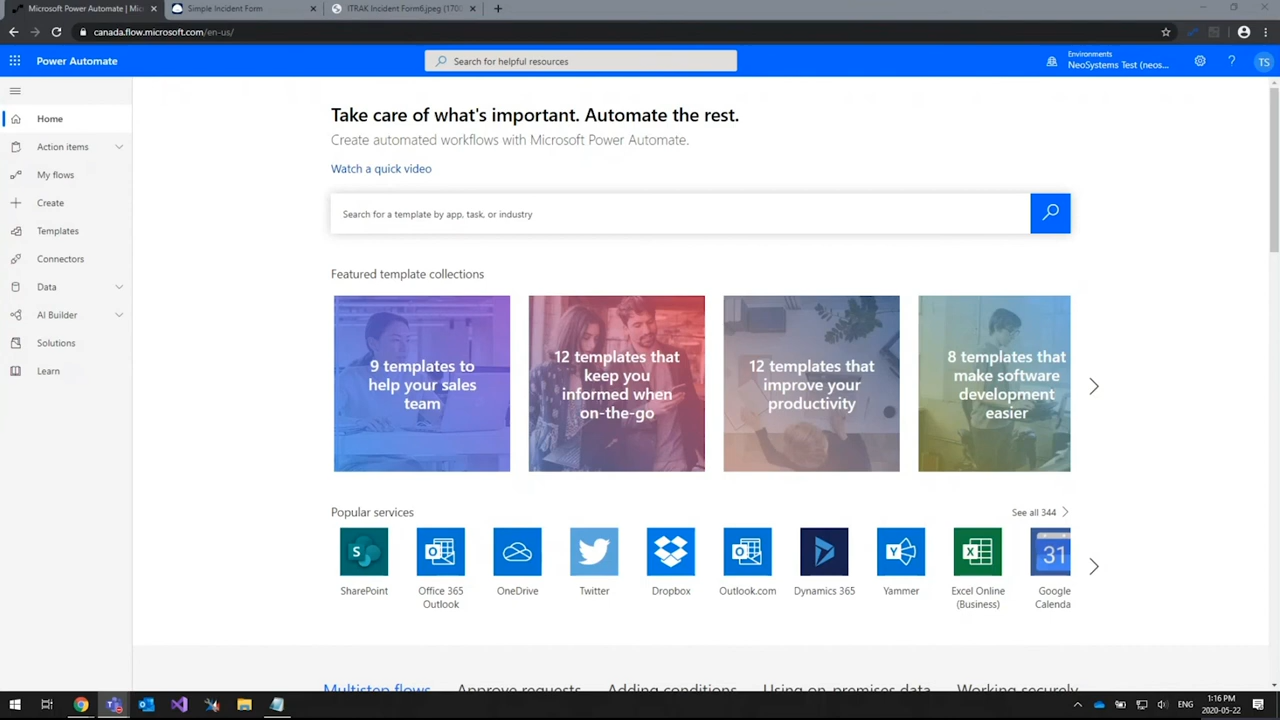 Microsoft Power Automate | Mic
Simple Incident Form
ITRAK Incident Form6.jpeg (1700
canada.flow.microsoft.com/en-us/
Power Automate
Search for helpful resources
Environments
NeoSystems Test (neos...
TS
Home
Action items
My flows
Create
Templates
Connectors
Data
AI Builder
Solutions
Learn
Take care of what's important. Automate the rest.
Create automated workflows with Microsoft Power Automate.
Watch a quick video
Search for a template by app, task, or industry
Featured template collections
9 templates to
help your sales
team
12 templates that
keep you
informed when
on-the-go
12 templates that
improve your
productivity
8 templates that
make software
development
easier
Popular services
See all 344
SharePoint
Office 365
Outlook
OneDrive
Twitter
Dropbox
Outlook.com
Dynamics 365
Yammer
Excel Online
(Business)
31
Google
Calenda
Multistep flows
Approve requests
Adding conditions
Using on-premises data
Working securely
ENG
1:16 PM
2020-05-22